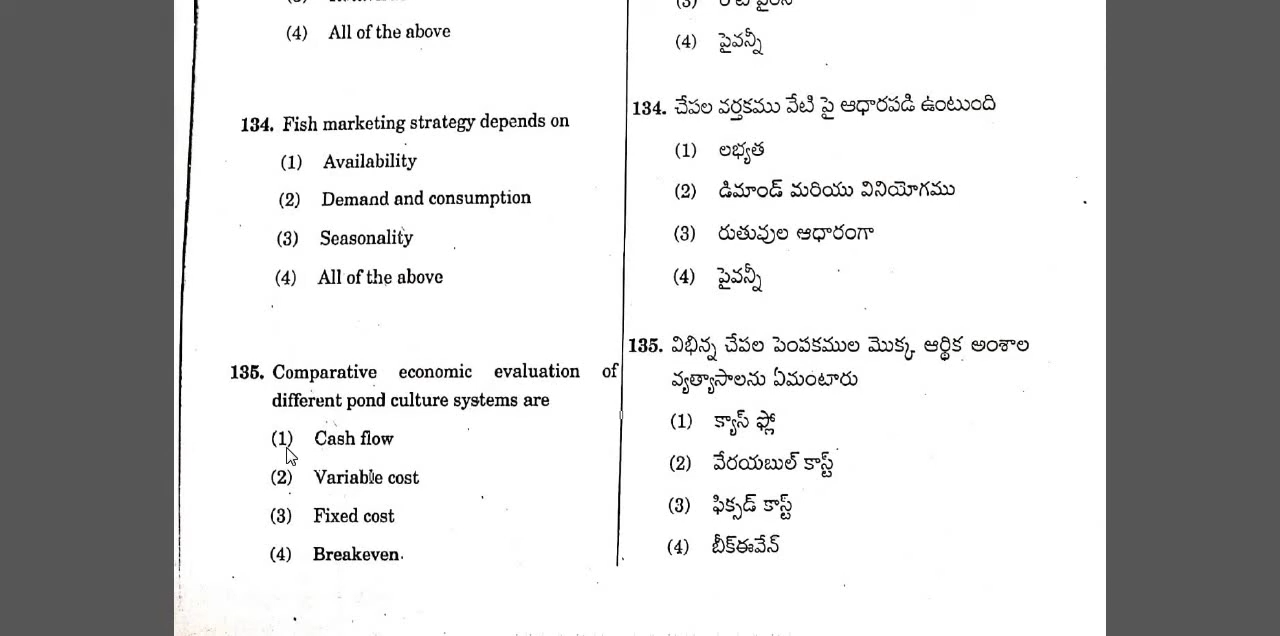 (4) All of the above
134. Fish marketing strategy depends on
(1) Availability
(2) Demand and consumption
(3) Seasonality
(4) All of the above
135. Comparative economic evaluation of
different pond culture systems are
(1) Cash flow
(2) Variable cost
(3) Fixed cost
(4) Breakeven.
(4) పైవన్నీ
134. చేపల వర్తకము వేటి పై ఆధారపడి ఉంటుంది
(1) లభ్యత
(2) డిమాండ్ మరియు వినియోగము
(3) రుతువుల ఆధారంగా
(4) పైవన్నీ
135. విభిన్న చేపల పెంపకముల మొక్క ఆర్థిక అంశాల
వ్యత్యాసాలను ఏమంటారు
(1) క్యాస్ ఫ్లో
(2) వేరయబుల్ కాస్ట్
(3) ఫిక్సడ్ కాస్ట్
(4) బీక్ఈవేన్